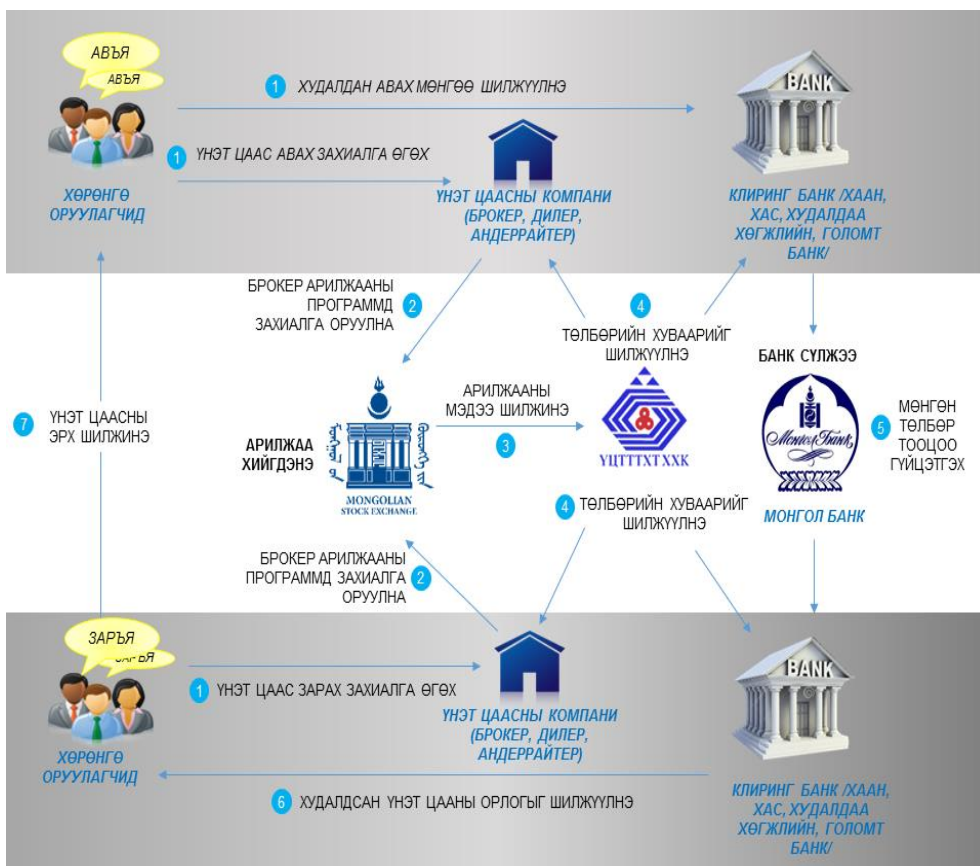 АВЪЯ
АВЪЯ
1 ХУДАЛДАН АВАХ МӨНГӨӨ ШИЛЖҮҮЛНЭ
BANK
1 ҮНЭТ ЦААС АВАХ ЗАХИАЛГА ӨГӨХ
ХӨРӨНГӨ
ОРУУЛАГЧИД
ҮНЭТ ЦААСНЫ КОМПАНИ
(БРОКЕР, ДИЛЕР,
АНДЕРРАЙТЕР)
КЛИРИНГ БАНК /ХААН,
ХАС, ХУДАЛДАА
ХӨГЖЛИЙН, ГОЛОМТ
БАНК/
БРОКЕР АРИЛЖААНЫ
ПРОГРАММД
ЗАХИАЛГА ОРУУЛНА
2
4
ТӨЛБӨРИЙН ХУВААРИЙГ
ШИЛЖҮҮЛНЭ
БАНК СҮЛЖЭЭ
7 ҮНЭТ ЦААСНЫ
ЭРХ ШИЛЖИНЭ
АРИЛЖАА
ХИЙГДЭНЭ
MONGOLIAN
STOCK EXCHANGE
АРИЛЖААНЫ
МЭДЭЭ ШИЛЖИНЭ
3
ҮЦТТТХТ ХХК
МонголБанк
МОНГОЛ БАНК
5 МӨНГӨН
ТӨЛБӨР
ТООЦОО
ГҮЙЦЭТГЭХ
4 ТӨЛБӨРИЙН ХУВААРИЙГ
ШИЛЖҮҮЛНЭ
БРОКЕР АРИЛЖААНЫ
ПРОГРАММД ЗАХИАЛГА
ОРУУЛНА
2
ЗАРЪЯ
ЗАРЪЯ
BANK
1 ҮНЭТ ЦААС ЗАРАХ ЗАХИАЛГА ӨГӨХ
ХӨРӨНГӨ
ОРУУЛАГЧИД
ҮНЭТ ЦААСНЫ КОМПАНИ
(БРОКЕР, ДИЛЕР,
АНДЕРРАЙТЕР)
6 ХУДАЛДСАН ҮНЭТ ЦААНЫ ОРЛОГЫГ ШИЛЖҮҮЛНЭ
КЛИРИНГ БАНК /ХААН,
ХАС, ХУДАЛДАА
ХӨГЖЛИЙН, ГОЛОМТ
БАНК/